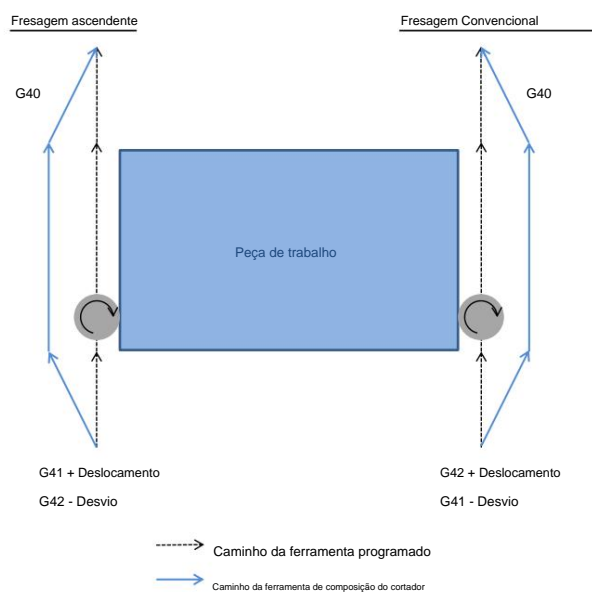 Fresagem ascendente
Fresagem Convencional
G40
G40
Peça de trabalho
G41 + Deslocamento
G42 - Desvio
G42 + Deslocamento
G41 - Desvio
Caminho da ferramenta programado
Caminho da ferramenta de composição do cortador